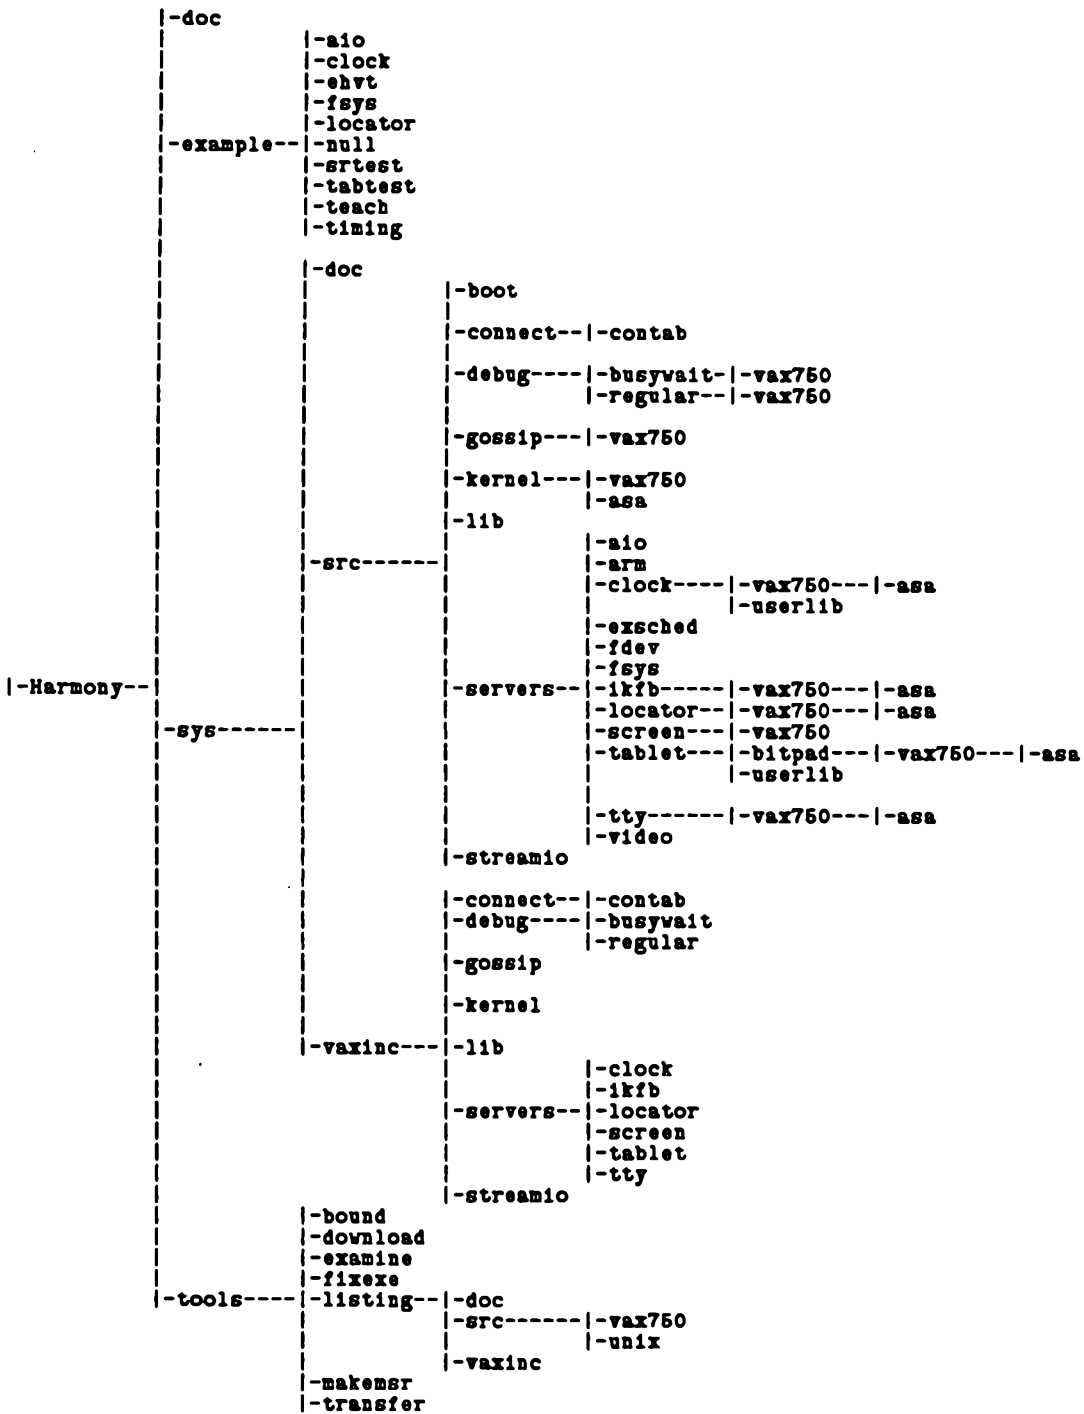 |-doc
|-aio
|-clock
|-ehvt
|-fsys
|-locator
|-example--|-null
|-srtest
|-tabtest
|-teach
|-timing
|-doc
|-boot
|-connect--|-contab
|-debug----|-busywait-|-vax750
|-regular--|-vax750
|-gossip---|-vax750
|-kernel---|-vax750
|-asa
|-lib
|-aio
|-src------|-arm
|-clock----|-vax750---|-asa
|-userlib
|-exsched
|-fdev
|-fsys
|-Harmony--|-servers--|-ikfb-----|-vax750---|-asa
|-locator--|-vax750---|-asa
|-sys------|-screen---|-vax750
|-tablet---|-bitpad---|-vax750---|-asa
|-userlib
|-tty------|-vax750---|-asa
|-video
|-streamio
|-connect--|-contab
|-debug----|-busywait
|-regular
|-gossip
|-kernel
|-vaxinc---|-lib
|-clock
|-ikfb
|-servers--|-locator
|-screen
|-tablet
|-tty
|-streamio
|-bound
|-download
|-examine
|-fixexe
|-tools----|-listing--|-doc
|-src------|-vax750
|-unix
|-vaxinc
|-makemsr
|-transfer